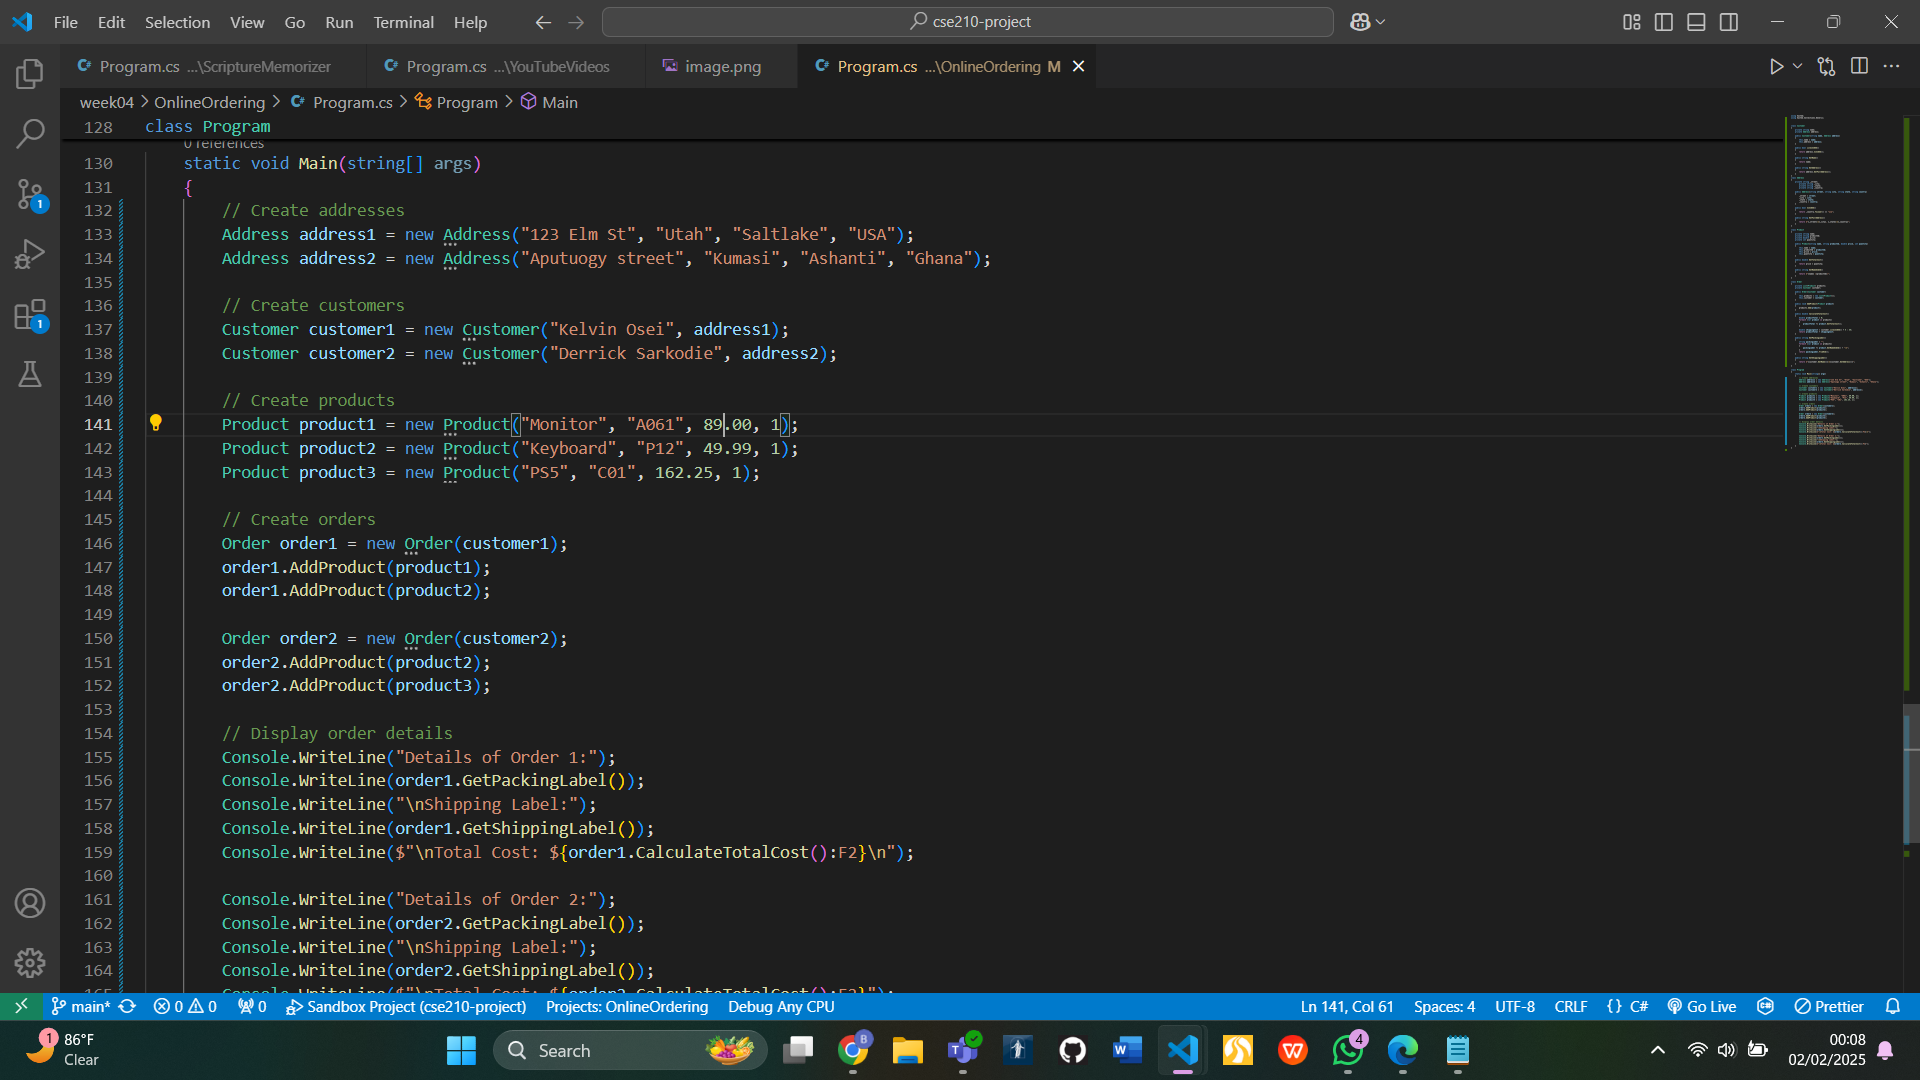 File Edit Selection View Go Run Terminal Help
cse210-project
Program.cs ...\ScriptureMemorizer
Program.cs ...\YouTubeVideos
image.png
Program.cs ...\OnlineOrdering M
week04 > OnlineOrdering > Program.cs > Program > Main
128 class Program
0 references
130 static void Main(string[] args)
131 {
132 // Create addresses
133 Address address1 = new Address("123 Elm St", "Utah", "Saltlake", "USA");
134 Address address2 = new Address("Aputuogy street", "Kumasi", "Ashanti", "Ghana");
135
136 // Create customers
137 Customer customer1 = new Customer("Kelvin Osei", address1);
138 Customer customer2 = new Customer("Derrick Sarkodie", address2);
139
140 // Create products
141 Product product1 = new Product("Monitor", "A061", 89.00, 1);
142 Product product2 = new Product("Keyboard", "P12", 49.99, 1);
143 Product product3 = new Product("PS5", "C01", 162.25, 1);
144
145 // Create orders
146 Order order1 = new Order(customer1);
147 order1.AddProduct(product1);
148 order1.AddProduct(product2);
149
150 Order order2 = new Order(customer2);
151 order2.AddProduct(product2);
152 order2.AddProduct(product3);
153
154 // Display order details
155 Console.WriteLine("Details of Order 1:");
156 Console.WriteLine(order1.GetPackingLabel());
157 Console.WriteLine("\nShipping Label:");
158 Console.WriteLine(order1.GetShippingLabel());
159 Console.WriteLine($"\nTotal Cost: ${order1.CalculateTotalCost():F2}\n");
160
161 Console.WriteLine("Details of Order 2:");
162 Console.WriteLine(order2.GetPackingLabel());
163 Console.WriteLine("\nShipping Label:");
164 Console.WriteLine(order2.GetShippingLabel());
165 Console.WriteLine($"\nTotal Cost: ${order2.CalculateTotalCost():F2}");
main* 0 0 0 Sandbox Project (cse210-project) Projects: OnlineOrdering Debug Any CPU Ln 141, Col 61 Spaces: 4 UTF-8 CRLF {} C# Go Live Prettier
86°F
Clear
Search
00:08
02/02/2025